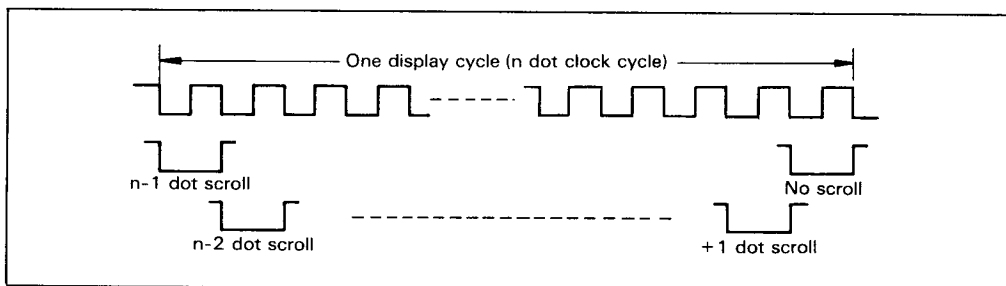 One display cycle (n dot clock cycle)
n-1 dot scroll
No scroll
n-2 dot scroll
+1 dot scroll